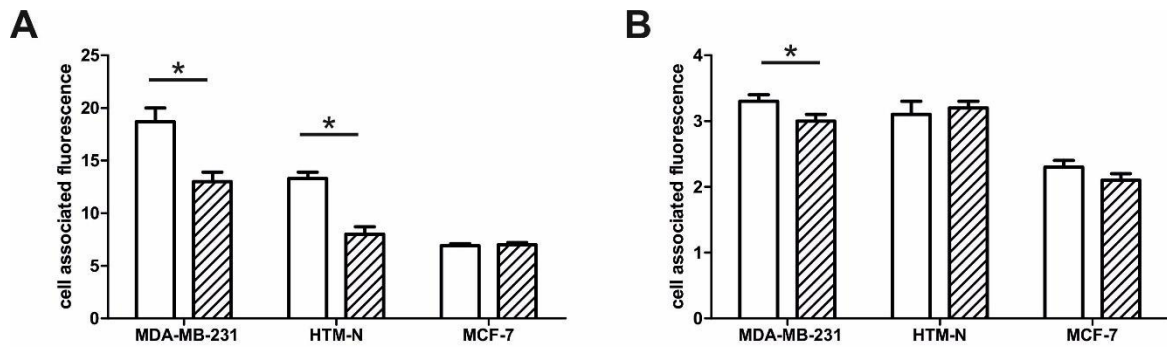 A
cell associated fluorescence
25
20
15
10
5
0
*
*
MDA-MB-231
HTM-N
MCF-7
B
cell associated fluorescence
4
3
2
1
0
*
MDA-MB-231
HTM-N
MCF-7